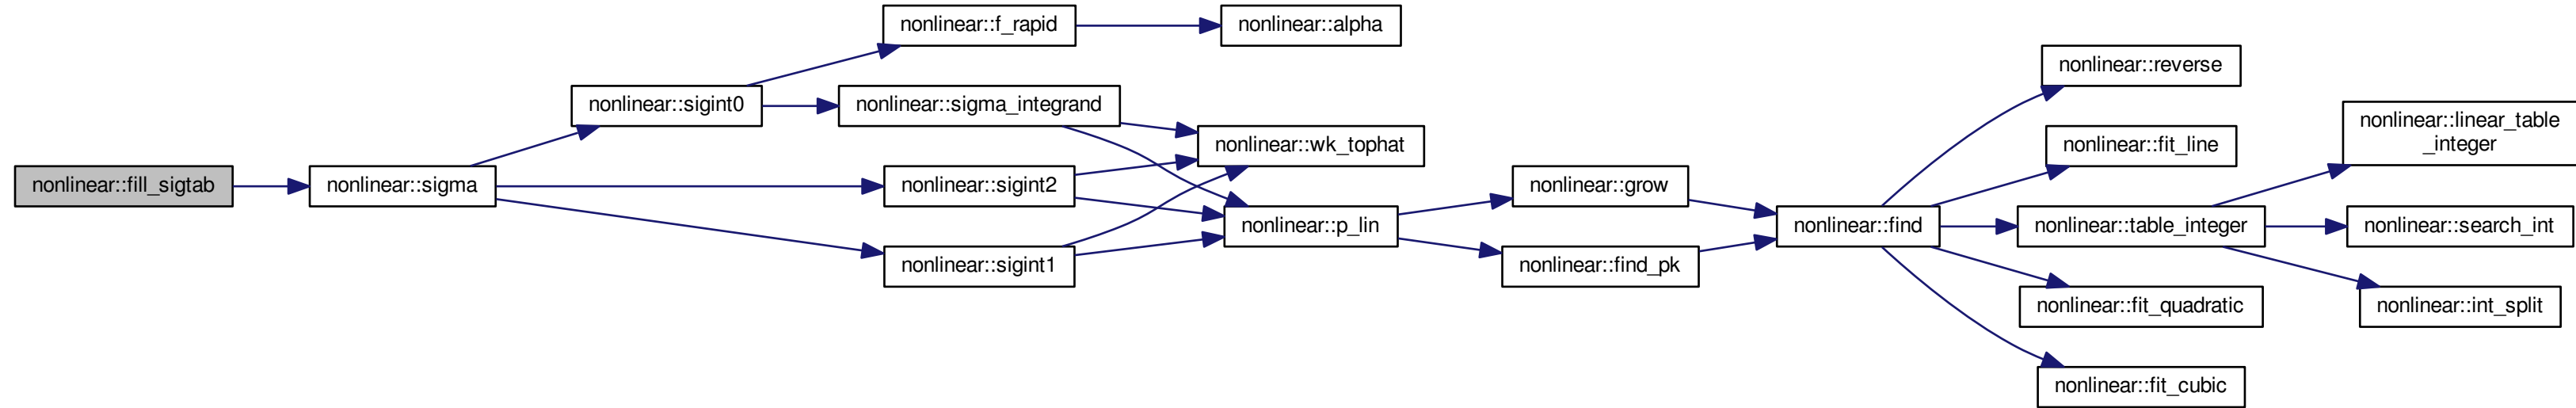 nonlinear::f_rapid
nonlinear::alpha
nonlinear::reverse
nonlinear::sigint0
nonlinear::sigma_integrand
nonlinear::linear_table
_integer
nonlinear::wk_tophat
nonlinear::fit_line
nonlinear::fill_sigtab
nonlinear::sigma
nonlinear::sigint2
nonlinear::grow
nonlinear::p_lin
nonlinear::find
nonlinear::table_integer
nonlinear::search_int
nonlinear::sigint1
nonlinear::find_pk
nonlinear::fit_quadratic
nonlinear::int_split
nonlinear::fit_cubic